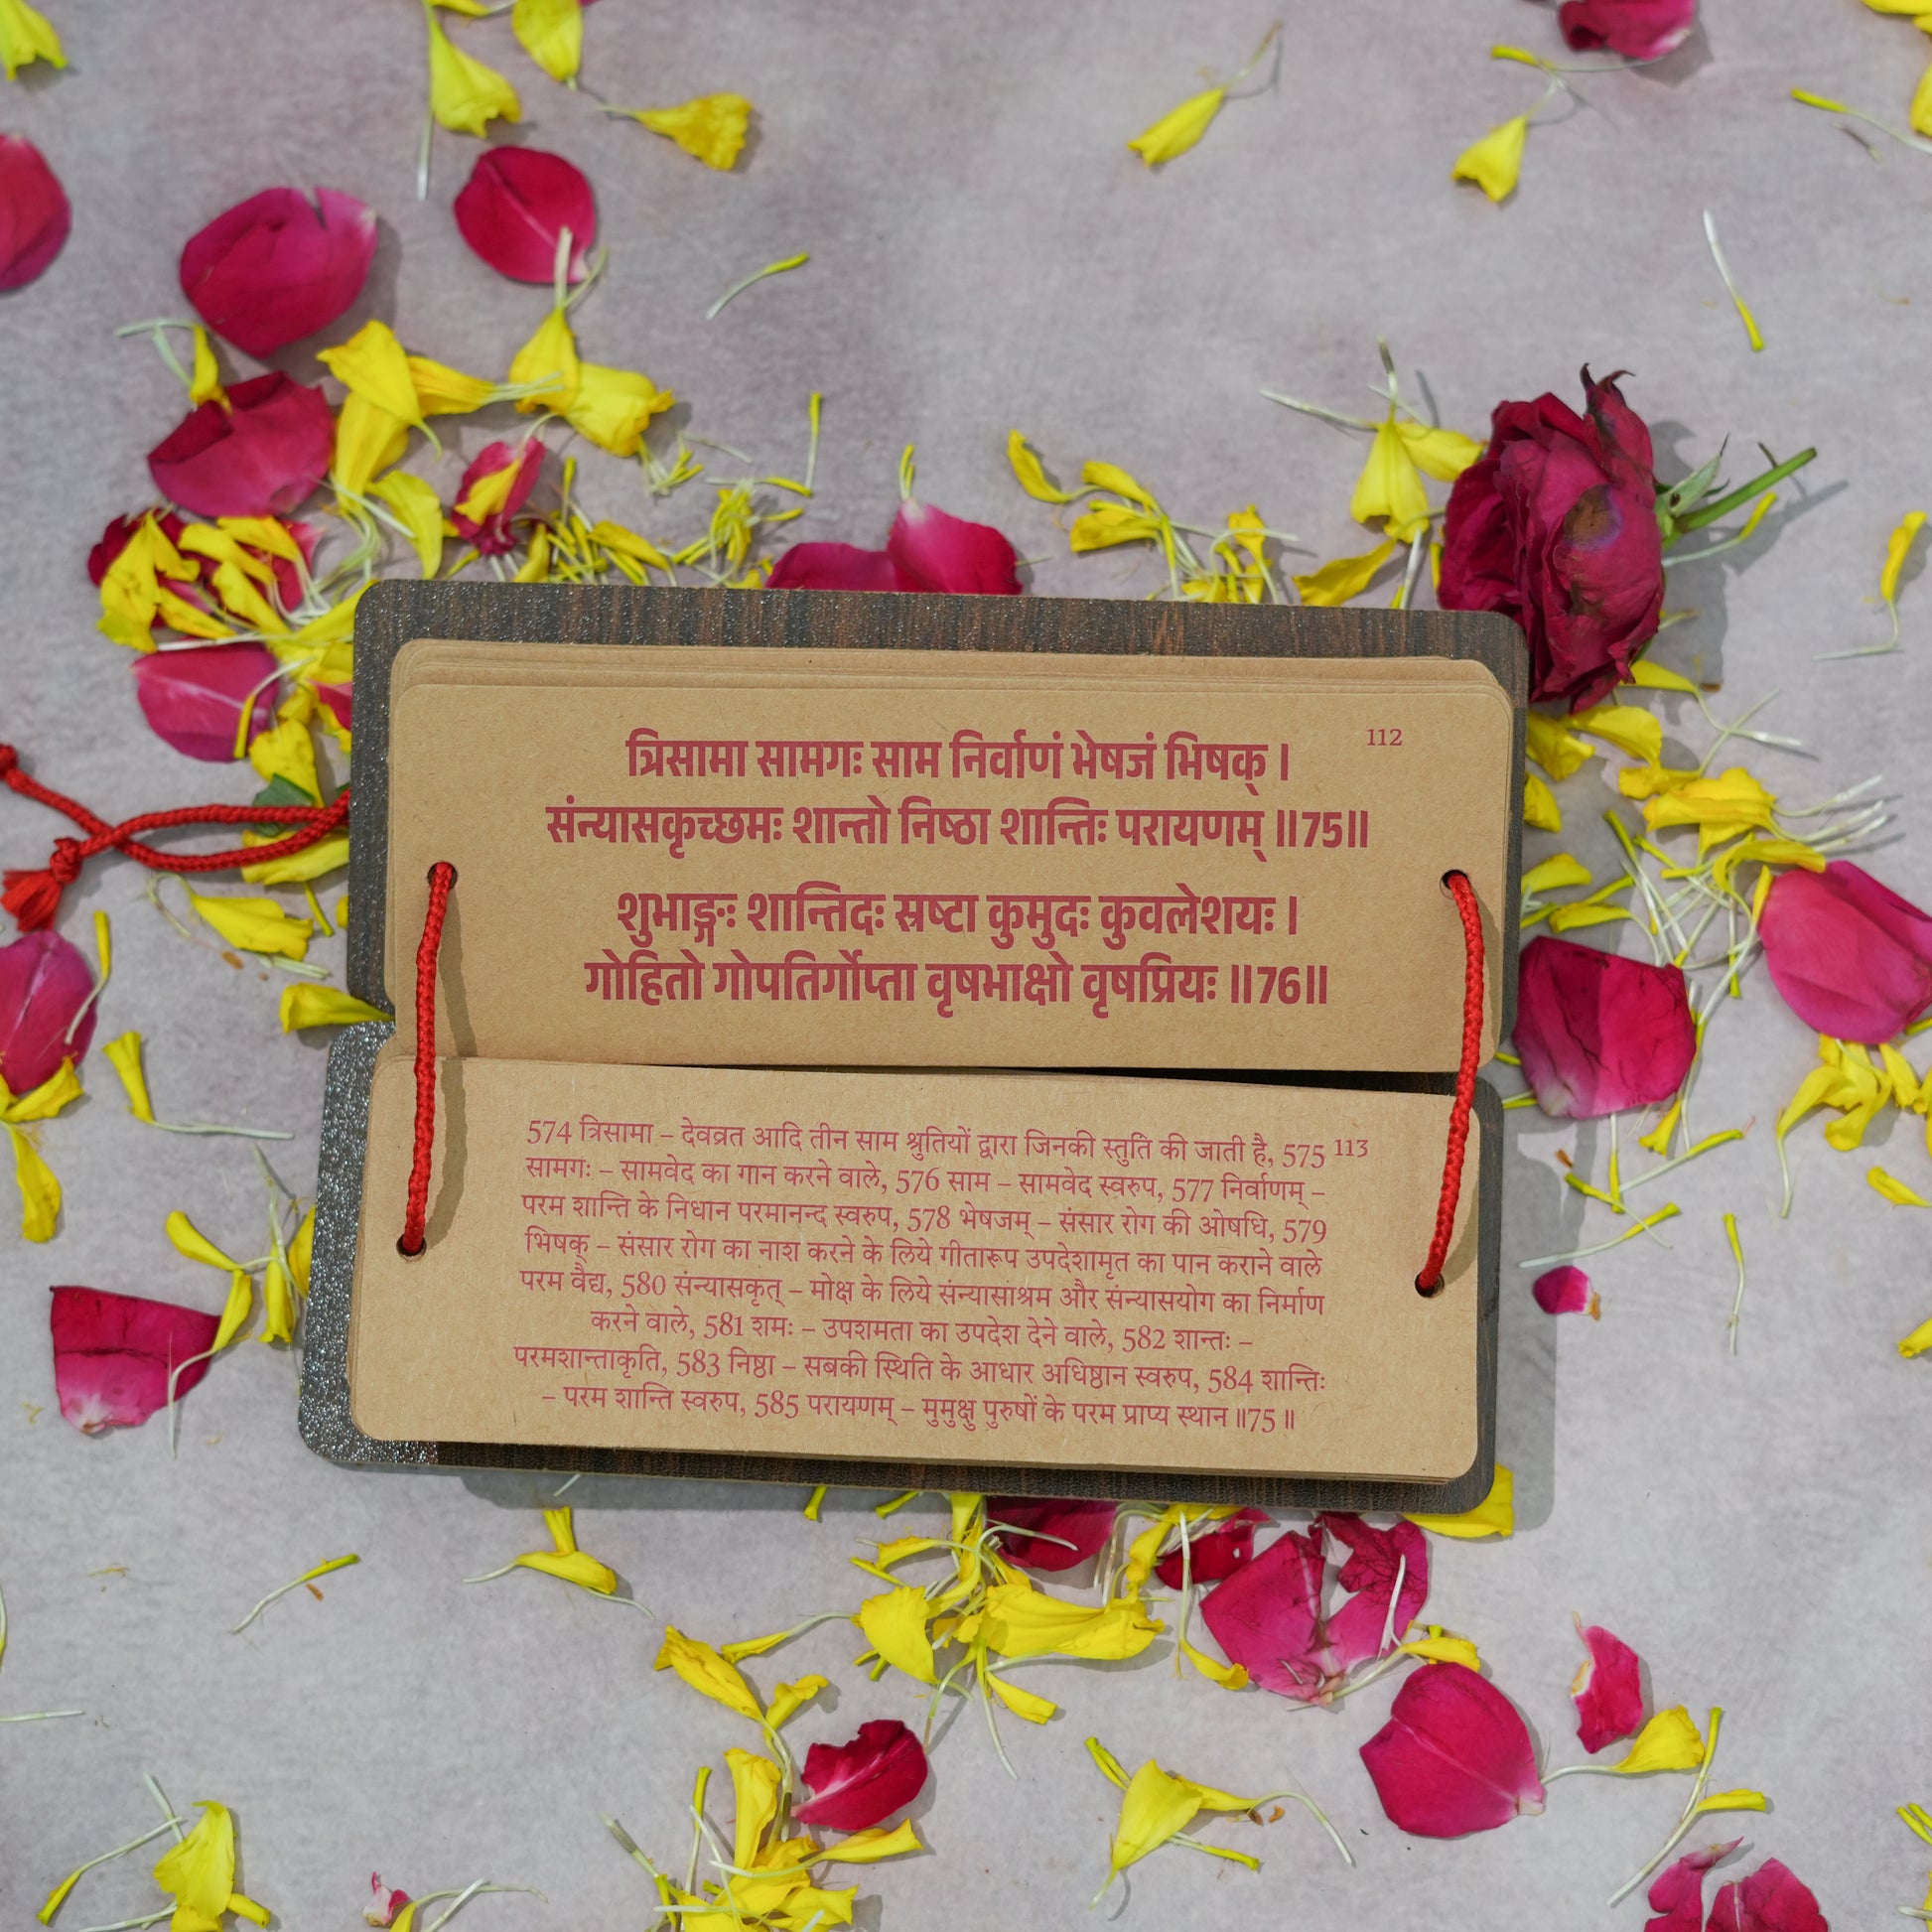 112
त्रिसामा सामगः साम निर्वाणं भेषजं भिषक् ।
संन्यासकृच्छमः शान्तो निष्ठा शान्तिः परायणम् ॥75॥
शुभाङ्गः शान्तिदः स्रष्टा कुमुदः कुवलेशयः ।
गोहितो गोपतिर्गोप्ता वृषभाक्षो वृषप्रियः ॥76॥
113
574 त्रिसामा – देवव्रत आदि तीन साम श्रुतियों द्वारा जिनकी स्तुति की जाती है, 575
सामगः – सामवेद का गान करने वाले, 576 साम – सामवेद स्वरुप, 577 निर्वाणम् –
परम शान्ति के निधान परमानन्द स्वरुप, 578 भेषजम् – संसार रोग की ओषधि, 579
भिषक् – संसार रोग का नाश करने के लिये गीतारूप उपदेशामृत का पान कराने वाले
परम वैद्य, 580 संन्यासकृत् – मोक्ष के लिये संन्यासाश्रम और संन्यासयोग का निर्माण
करने वाले, 581 शमः – उपशमता का उपदेश देने वाले, 582 शान्तः –
परमशान्ताकृति, 583 निष्ठा – सबकी स्थिति के आधार अधिष्ठान स्वरुप, 584 शान्तिः
– परम शान्ति स्वरुप, 585 परायणम् – मुमुक्षु पुरुषों के परम प्राप्य स्थान ॥75॥